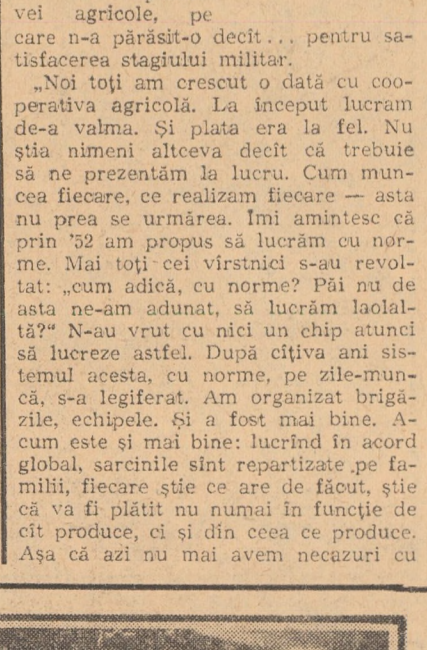 vei agricole, pe
care n-a părăsit-o decît... pentru sa-
tisfacerea stagiului militar.
„Noi toți am crescut o dată cu coo-
perativa agricolă. La început lucram
de-a valma. Și plata era la fel. Nu
știa nimeni altceva decît că trebuie
să ne prezentăm la lucru. Cum mun-
cea fiecare, ce realizam fiecare — asta
nu prea se urmărea. Îmi amintesc că
prin '52 am propus să lucrăm cu nor-
me. Mai toți cei vîrstnici s-au revol-
tat: „cum adică, cu norme? Păi nu de
asta ne-am adunat, să lucrăm laolal-
tă?“ N-au vrut cu nici un chip atunci
să lucreze astfel. După cîțiva ani sis-
temul acesta, cu norme, pe zile-mun-
că, s-a legiferat. Am organizat brigă-
zile, echipele. Și a fost mai bine. A-
cum este și mai bine: lucrînd în acord
global, sarcinile sînt repartizate pe fa-
milii, fiecare știe ce are de făcut, știe
că va fi plătit nu numai în funcție de
cît produce, ci și din ceea ce produce.
Așa că azi nu mai avem necazuri cu